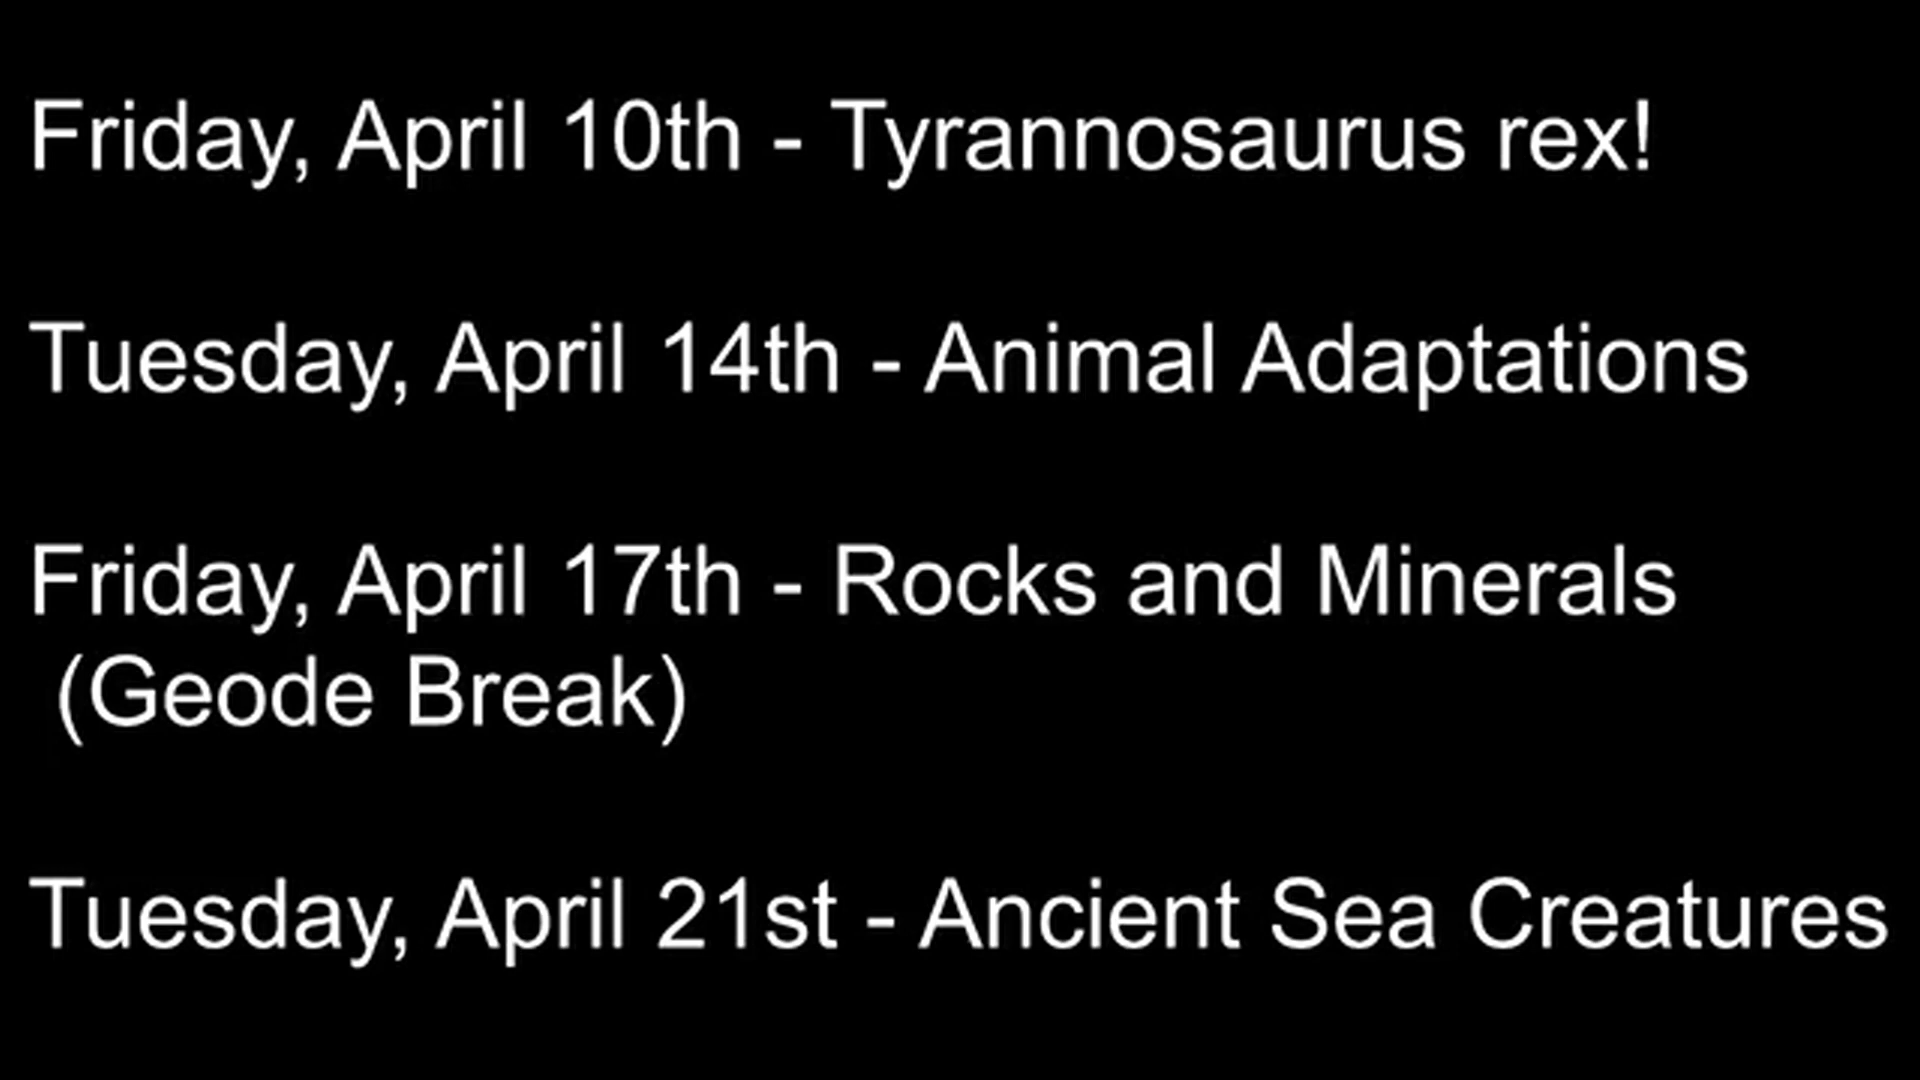 Friday, April 10th - Tyrannosaurus rex!
Tuesday, April 14th - Animal Adaptations
Friday, April 17th - Rocks and Minerals
(Geode Break)
Tuesday, April 21st - Ancient Sea Creatures